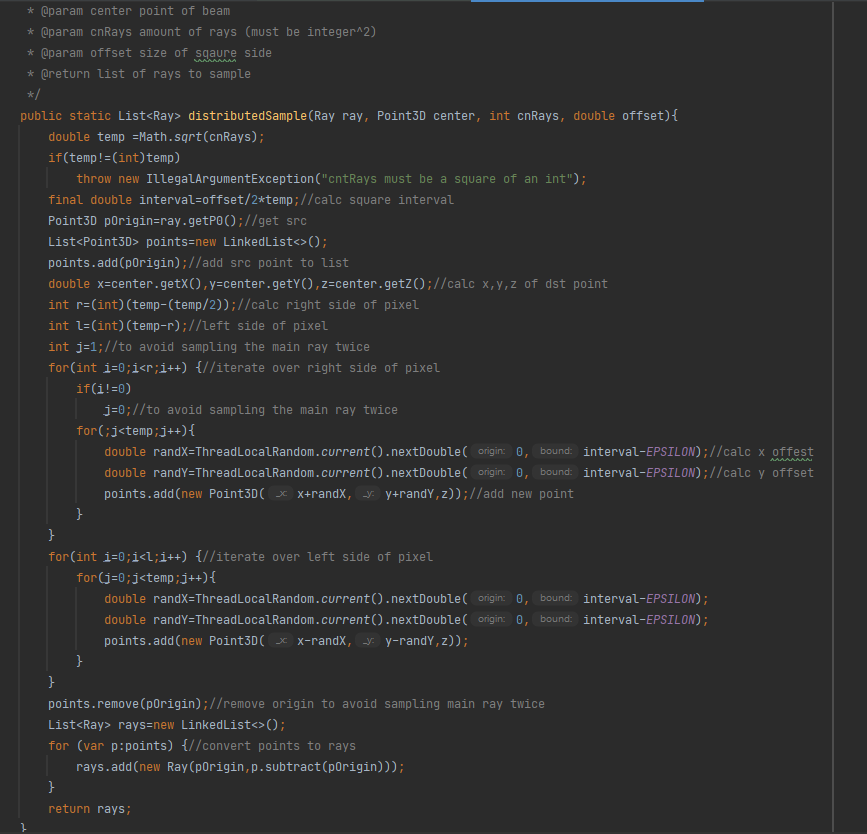 * @param center point of beam
* @param cnRays amount of rays (must be integer^2)
* @param offset size of sqaure side
* @return list of rays to sample
*/
public static List<Ray> distributedSample(Ray ray, Point3D center, int cnRays, double offset){
double temp =Math.sqrt(cnRays);
if(temp!=(int)temp)
throw new IllegalArgumentException("cntRays must be a square of an int");
final double interval=offset/2*temp;//calc square interval
Point3D pOrigin=ray.getP0();//get src
List<Point3D> points=new LinkedList<>();
points.add(pOrigin);//add src point to list
double x=center.getX(),y=center.getY(),z=center.getZ();//calc x,y,z of dst point
int r=(int)(temp-(temp/2));//calc right side of pixel
int l=(int)(temp-r);//left side of pixel
int j=1;//to avoid sampling the main ray twice
for(int i=0;i<r;i++) {//iterate over right side of pixel
if(i!=0)
j=0;//to avoid sampling the main ray twice
for(;j<temp;j++){
double randX=ThreadLocalRandom.current().nextDouble( origin: 0, bound: interval-EPSILON);//calc x offest
double randY=ThreadLocalRandom.current().nextDouble( origin: 0, bound: interval-EPSILON);//calc y offset
points.add(new Point3D( _x: x+randX, _y: y+randY,z));//add new point
}
}
for(int i=0;i<l;i++) {//iterate over left side of pixel
for(j=0;j<temp;j++){
double randX=ThreadLocalRandom.current().nextDouble( origin: 0, bound: interval-EPSILON);
double randY=ThreadLocalRandom.current().nextDouble( origin: 0, bound: interval-EPSILON);
points.add(new Point3D( _x: x-randX, _y: y-randY,z));
}
}
points.remove(pOrigin);//remove origin to avoid sampling main ray twice
List<Ray> rays=new LinkedList<>();
for (var p:points) {//convert points to rays
rays.add(new Ray(pOrigin,p.subtract(pOrigin)));
}
return rays;
}